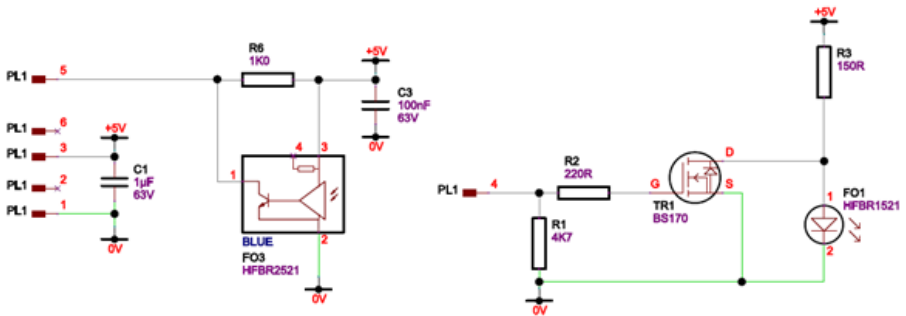 R6
1K0
+5V
PL1 5
C3
100nF
63V
PL1 6
+5V
PL1 3
C1
1µF
63V
PL1 2
PL1 1
0V
0V
4 3
1
2
BLUE
FO3
HFBR2521
0V
+5V
R3
150R
R2
220R
PL1 4
G
D
S
TR1
BS170
R1
4K7
1
FO1
HFBR1521
2
0V